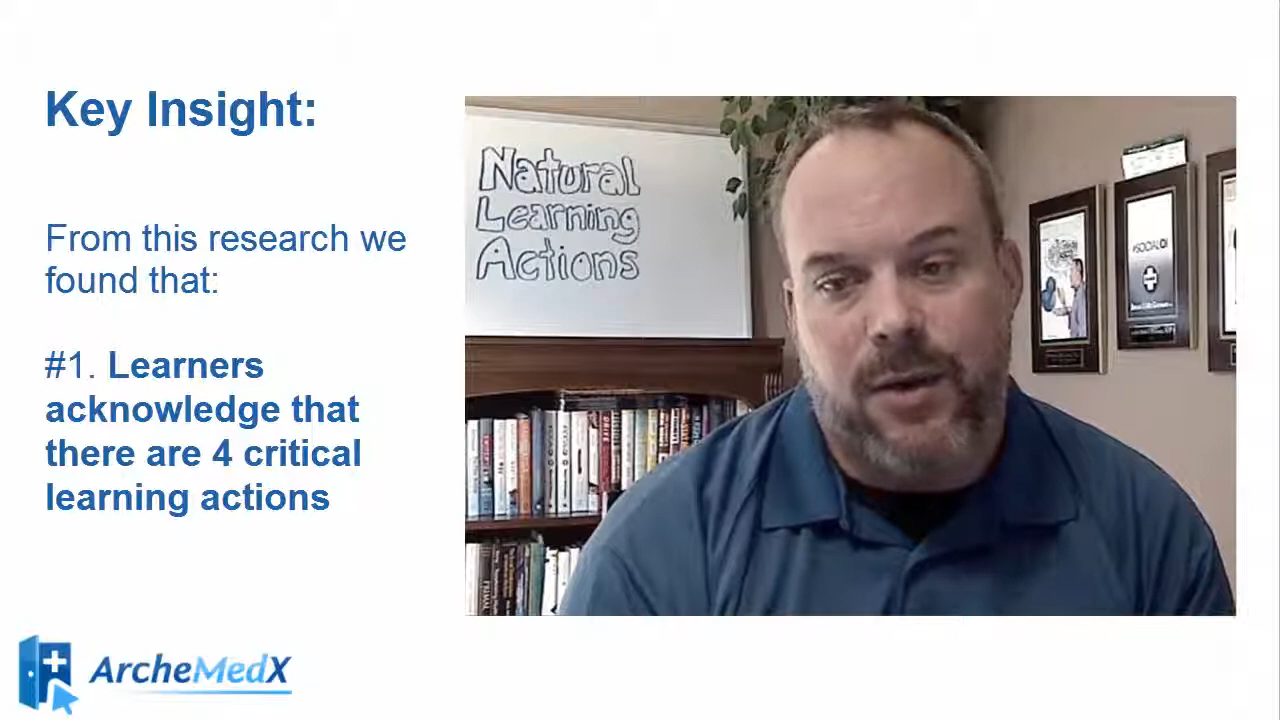 Key Insight:
From this research we
found that:
#1. Learners
acknowledge that
there are 4 critical
learning actions
Natural
Learning
Actions
#SOCIALQI
ArcheMedX